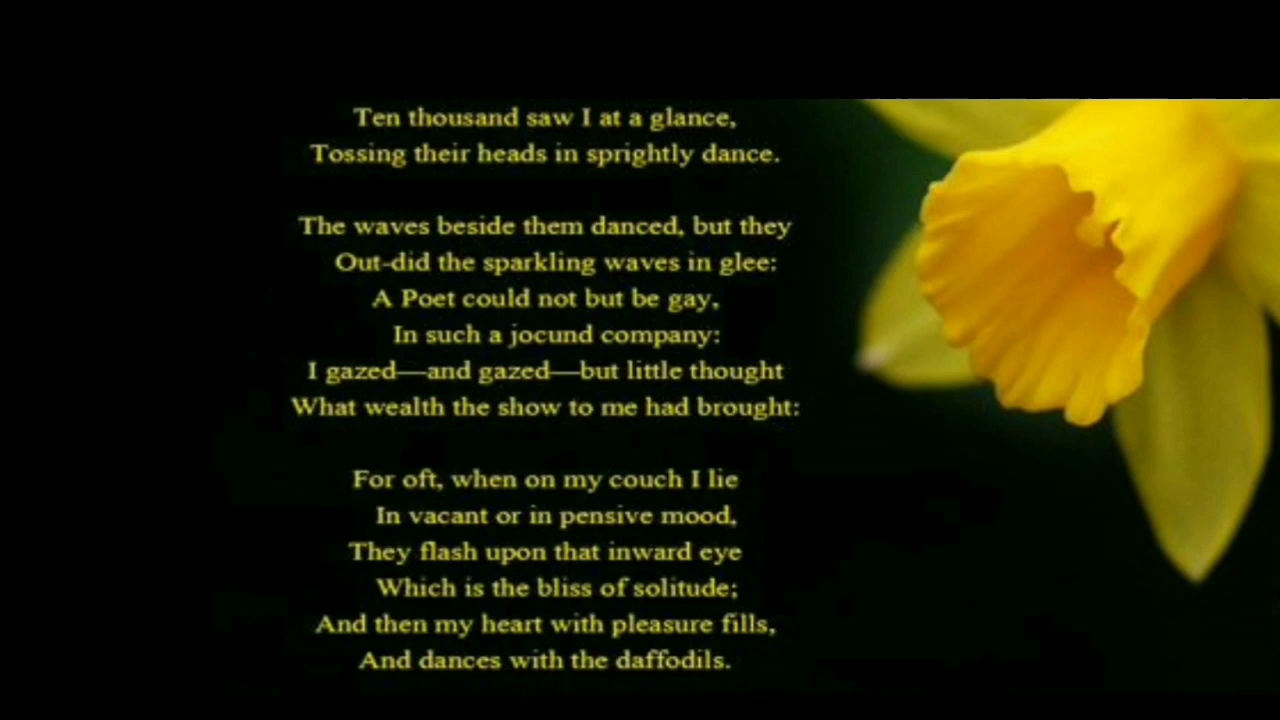 Ten thousand saw I at a glance,
Tossing their heads in sprightly dance.
The waves beside them danced, but they
Out-did the sparkling waves in glee:
A Poet could not but be gay,
In such a jocund company:
I gazed—and gazed—but little thought
What wealth the show to me had brought:
For oft, when on my couch I lie
In vacant or in pensive mood,
They flash upon that inward eye
Which is the bliss of solitude;
And then my heart with pleasure fills,
And dances with the daffodils.